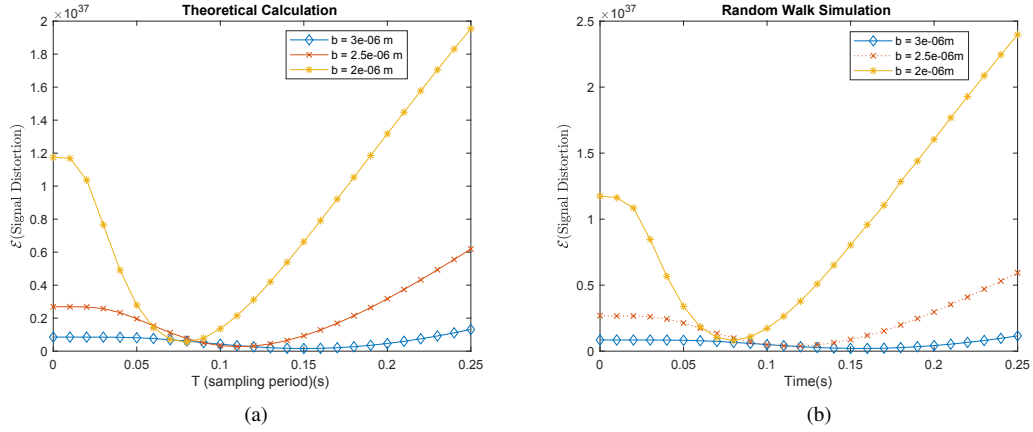 Theoretical Calculation
×10^37
2
1.8
1.6
1.4
1.2
1
0.8
0.6
0.4
0.2
0
ℰ(Signal Distortion)
b = 3e-06 m
b = 2.5e-06 m
b = 2e-06 m
0 0.05 0.1 0.15 0.2 0.25
T (sampling period)(s)
(a)
Random Walk Simulation
×10^37
2.5
2
1.5
1
0.5
0
ℰ(Signal Distortion)
b = 3e-06m
b = 2.5e-06m
b = 2e-06m
0 0.05 0.1 0.15 0.2 0.25
Time(s)
(b)